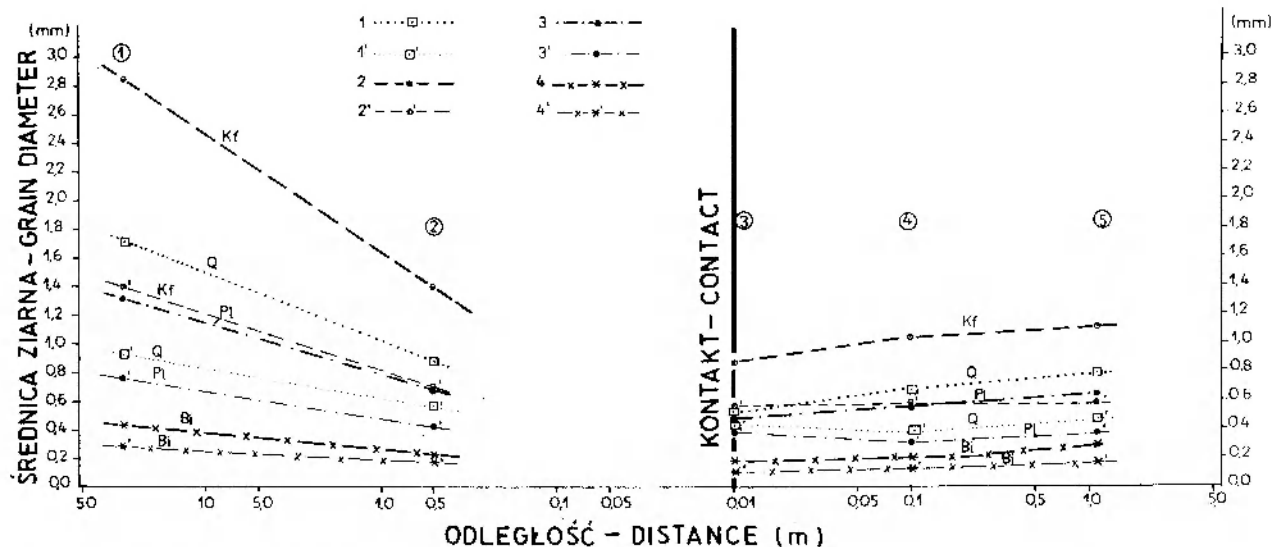 (mm)
3,0
2,8
2,6
2,4
2,2
2,0
1,8
1,6
1,4
1,2
1,0
0,8
0,6
0,4
0,2
0,0
ŚREDNICA ZIARNA – GRAIN DIAMETER
1
1'
2
2'
3
3'
4
4'
①
②
Kf
Q
Kf
Pl
Q
Pl
Bi
Bi
KONTAKT – CONTACT
③
④
⑤
Kf
Q
Pl
Q
Pl
Bi
Bi
(mm)
3,0
2,8
2,6
2,4
2,2
2,0
1,8
1,6
1,4
1,2
1,0
0,8
0,6
0,4
0,2
0,0
50 10 5,0 1,0 0,5 0,1 0,05 0,01 0,05 0,1 0,5 1,0 5,0
ODLEGŁOŚĆ – DISTANCE (m)